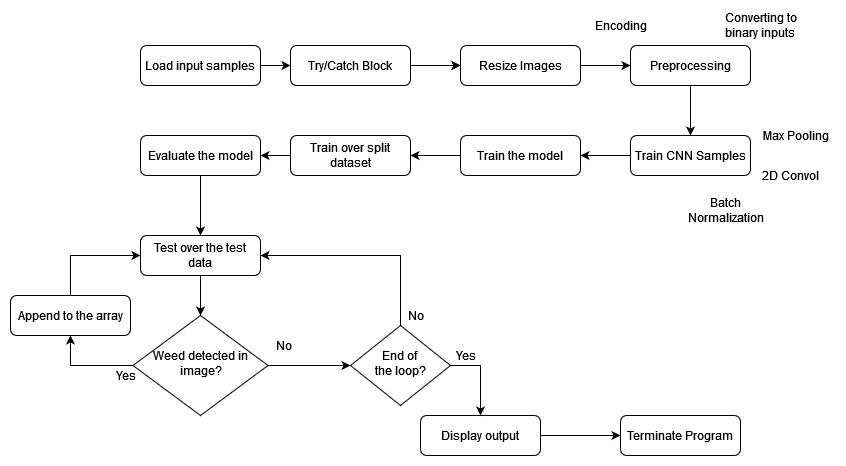 Encoding
Converting to
binary inputs
Load input samples
Try/Catch Block
Resize Images
Preprocessing
Evaluate the model
Train over split
dataset
Train the model
Train CNN Samples
Max Pooling
2D Convol
Batch
Normalization
Test over the test
data
Append to the array
No
Weed detected in
image?
No
End of
the loop?
Yes
Yes
Display output
Terminate Program